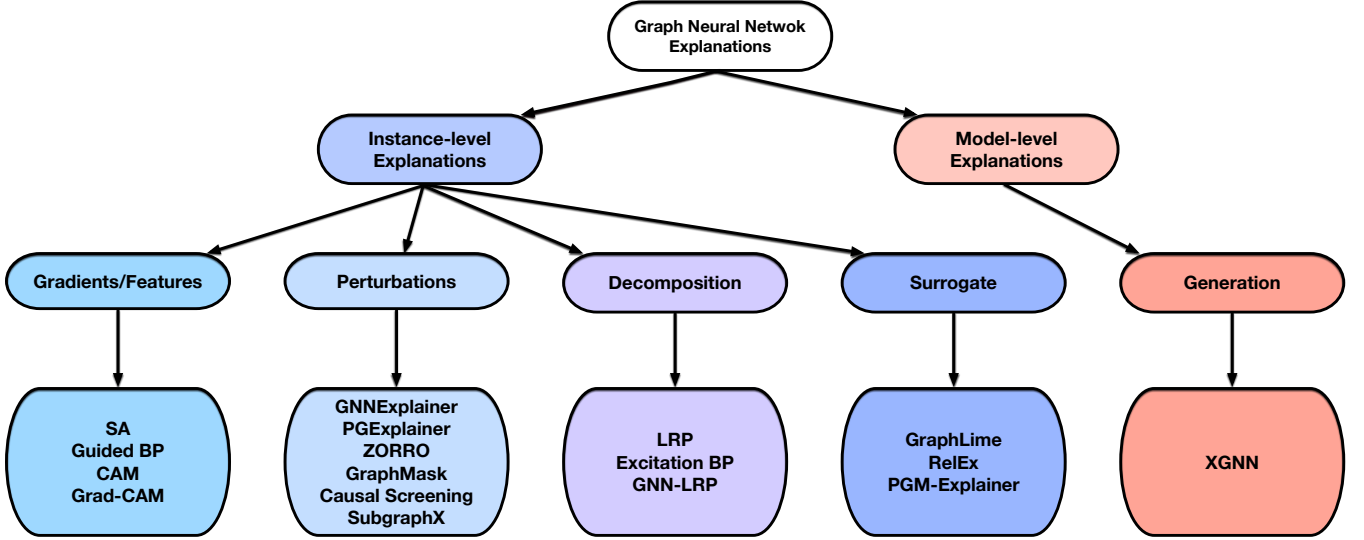 Graph Neural Netwok
Explanations
Instance-level
Explanations
Model-level
Explanations
Gradients/Features
Perturbations
Decomposition
Surrogate
Generation
SA
Guided BP
CAM
Grad-CAM
GNNExplainer
PGExplainer
ZORRO
GraphMask
Causal Screening
SubgraphX
LRP
Excitation BP
GNN-LRP
GraphLime
RelEx
PGM-Explainer
XGNN